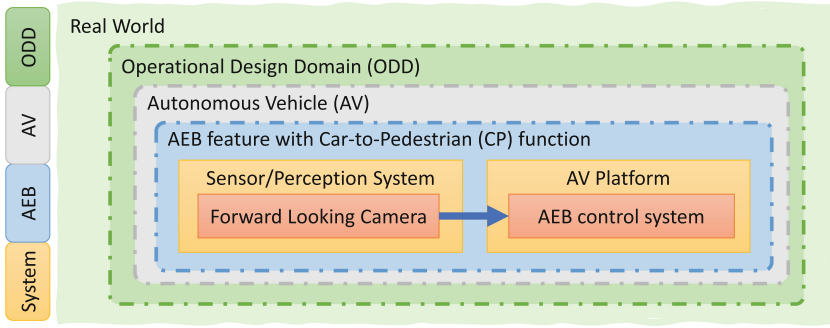 ODD
AV
AEB
System
Real World
Operational Design Domain (ODD)
Autonomous Vehicle (AV)
AEB feature with Car-to-Pedestrian (CP) function
Sensor/Perception System
Forward Looking Camera
AV Platform
AEB control system